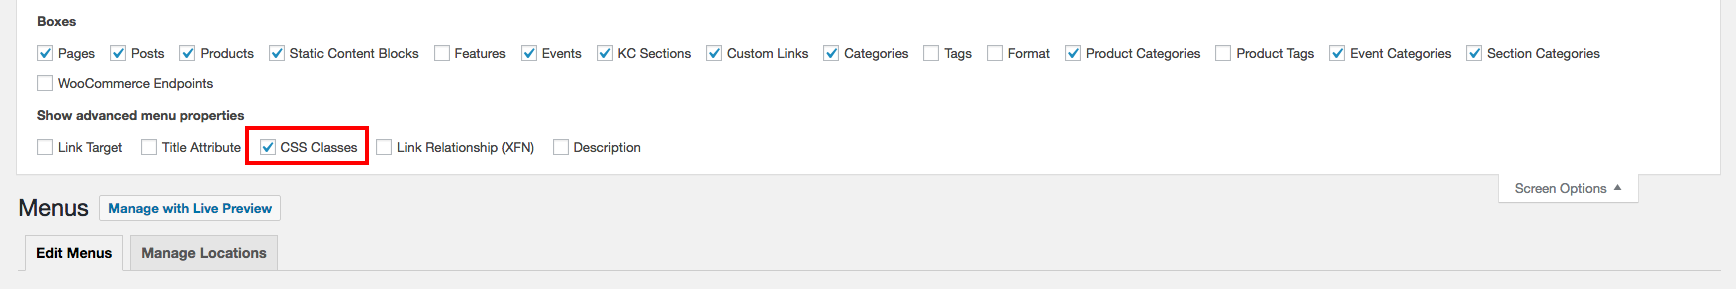 Boxes
Pages Posts Products Static Content Blocks Features Events KC Sections Custom Links Categories Tags Format Product Categories Product Tags Event Categories Section Categories
WooCommerce Endpoints
Show advanced menu properties
Link Target Title Attribute CSS Classes Link Relationship (XFN) Description
Screen Options
Menus Manage with Live Preview
Edit Menus Manage Locations